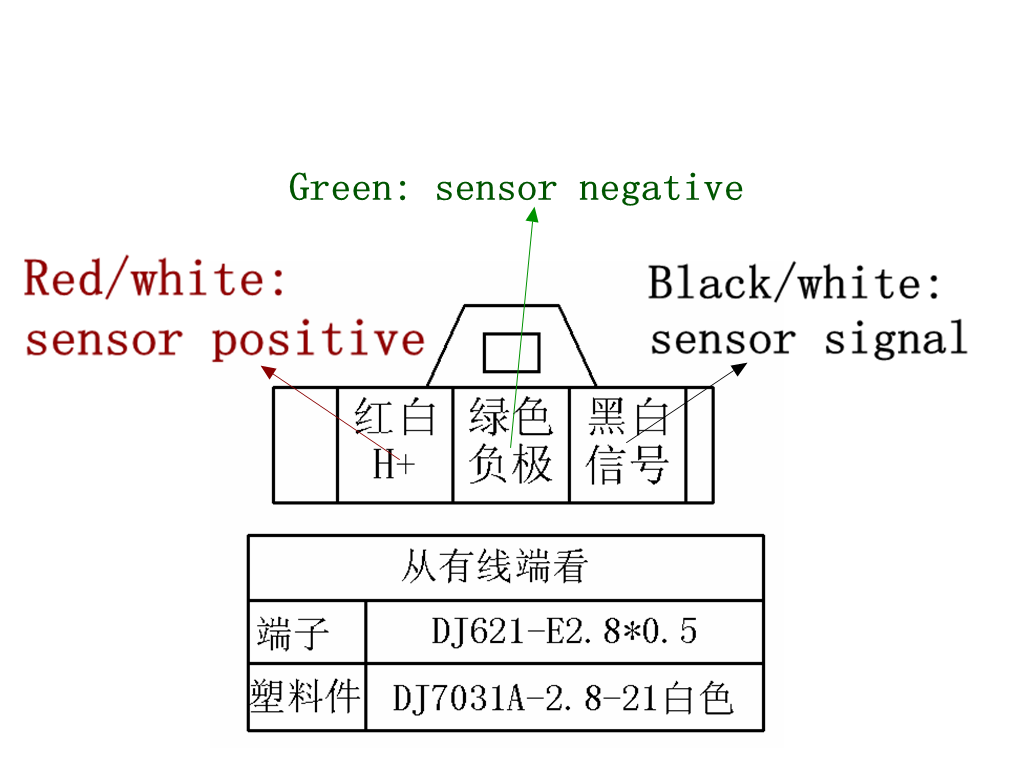 Green: sensor negative
Red/white:
sensor positive
Black/white:
sensor signal
红白 绿色 黑白
H+ 负极 信号
从有线端看
端子 DJ621-E2.8*0.5
塑料件 DJ7031A-2.8-21白色